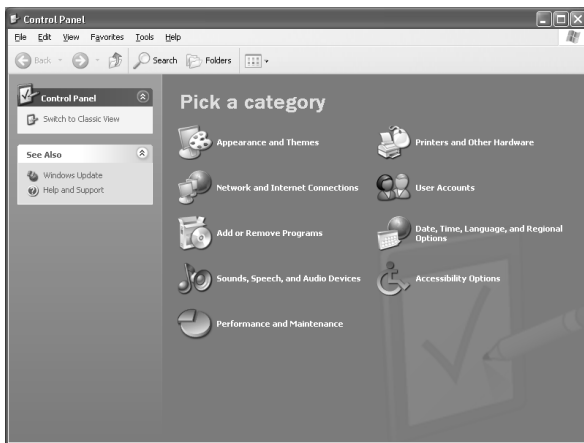 Control Panel
File Edit View Favorites Tools Help
Back Search Folders
Control Panel
Switch to Classic View
See Also
Windows Update
Help and Support
Pick a category
Appearance and Themes
Printers and Other Hardware
Network and Internet Connections
User Accounts
Add or Remove Programs
Date, Time, Language, and Regional
Options
Sounds, Speech, and Audio Devices
Accessibility Options
Performance and Maintenance